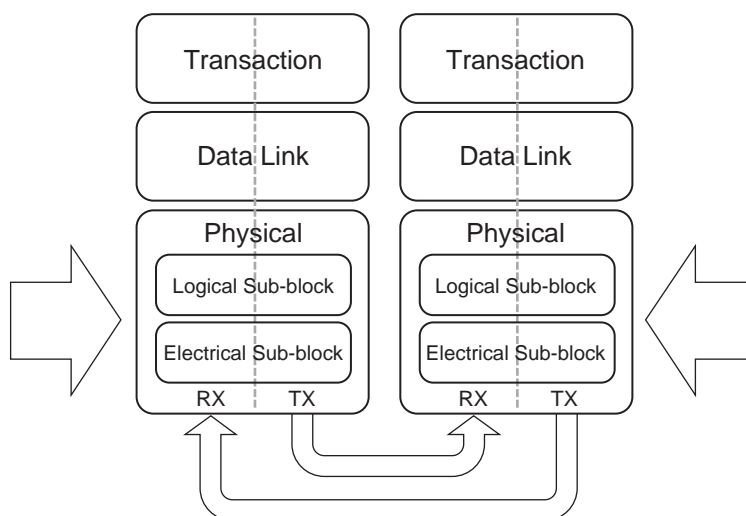 Transaction
Transaction
Data Link
Data Link
Physical
Physical
Logical Sub-block
Logical Sub-block
Electrical Sub-block
Electrical Sub-block
RX
TX
RX
TX